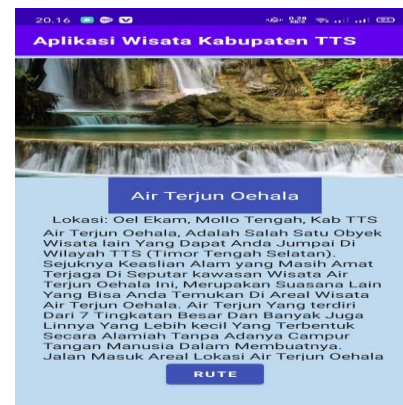 20.16
Aplikasi Wisata Kabupaten TTS
Air Terjun Oehala
Lokasi: Oel Ekam, Mollo Tengah, Kab TTS
Air Terjun Oehala, Adalah Salah Satu Obyek
Wisata lain Yang Dapat Anda Jumpai Di
Wilayah TTS (Timor Tengah Selatan).
Sejuknya Keaslian Alam yang Masih Amat
Terjaga Di Seputar kawasan Wisata Air
Terjun Oehala Ini, Merupakan Suasana Lain
Yang Bisa Anda Temukan Di Areal Wisata
Air Terjun Oehala. Air Terjun Yang terdiri
Dari 7 Tingkatan Besar Dan Banyak Juga
Linnya Yang Lebih kecil Yang Terbentuk
Secara Alamiah Tanpa Adanya Campur
Tangan Manusia Dalam Membuatnya.
Jalan Masuk Areal Lokasi Air Terjun Oehala
RUTE